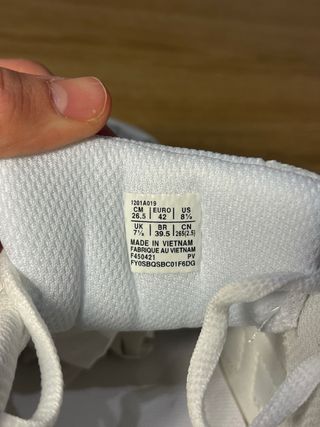 1201A019
CM EURO US
26.5 42 8½
UK BR CN
7½ 39.5 265(2.5)
MADE IN VIETNAM
FABRIQUE AU VIETNAM
F450421 PV
FY0SBQSBC01F6DG